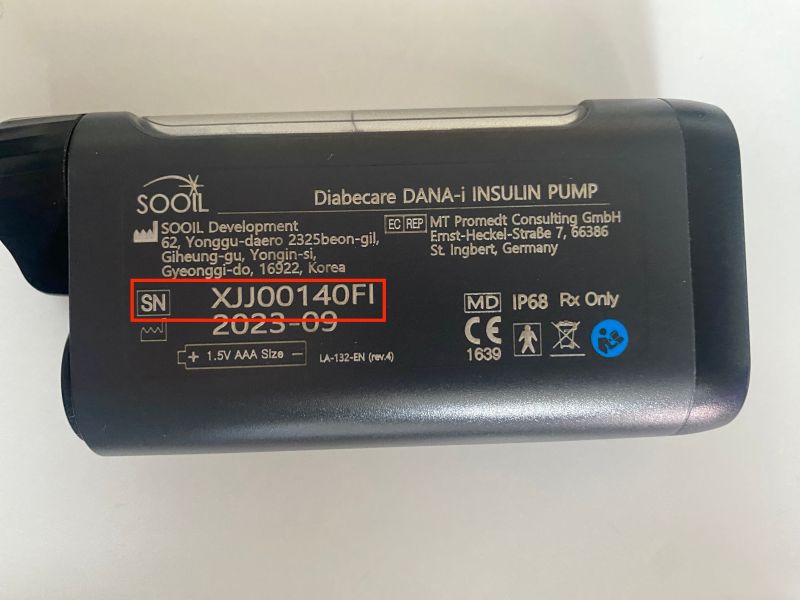 SOOIL
Diabecare DANA-i INSULIN PUMP
SOOIL Development
62, Yonggu-daero 2325beon-gil,
Giheung-gu, Yongin-si,
Gyeonggi-do, 16922, Korea
EC REP MT Promedt Consulting GmbH
Ernst-Heckel-Straße 7, 66386
St. Ingbert, Germany
SN XJJ00140FI
2023-09
MD IP68 Rx Only
CE
1639
+ 1.5V AAA Size −
LA-132-EN (rev.4)